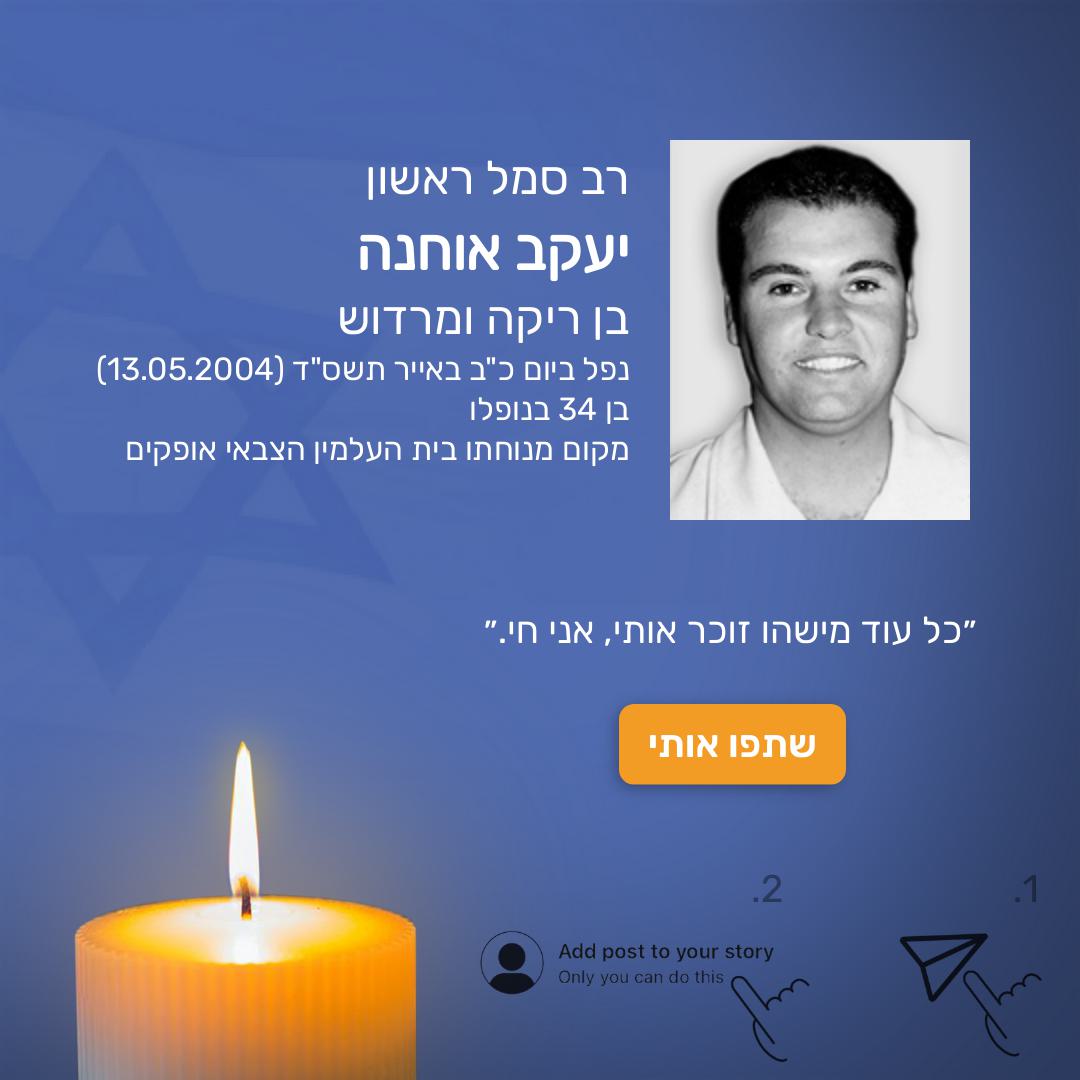 רב סמל ראשון
יעקב אוחנה
בן ריקה ומרדוש
נפל ביום כ"ב באייר תשס"ד (13.05.2004)
בן 34 בנופלו
מקום מנוחתו בית העלמין הצבאי אופקים
״כל עוד מישהו זוכר אותי, אני חי.״
שתפו אותי
1.
2.
Add post to your story
Only you can do this